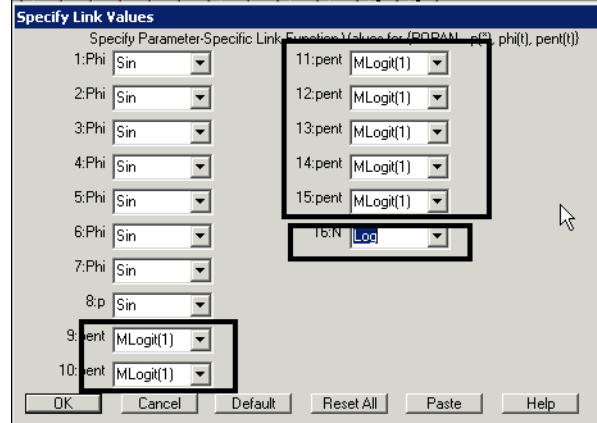 Specify Link Values
Specify Parameter-Specific Link Function Values for {POPAN p(*), phi(t), pent(t)}
1:Phi Sin
2:Phi Sin
3:Phi Sin
4:Phi Sin
5:Phi Sin
6:Phi Sin
7:Phi Sin
8:p Sin
9:pent MLogit(1)
10:pent MLogit(1)
11:pent MLogit(1)
12:pent MLogit(1)
13:pent MLogit(1)
14:pent MLogit(1)
15:pent MLogit(1)
16:N Log
OK Cancel Default Reset All Paste Help